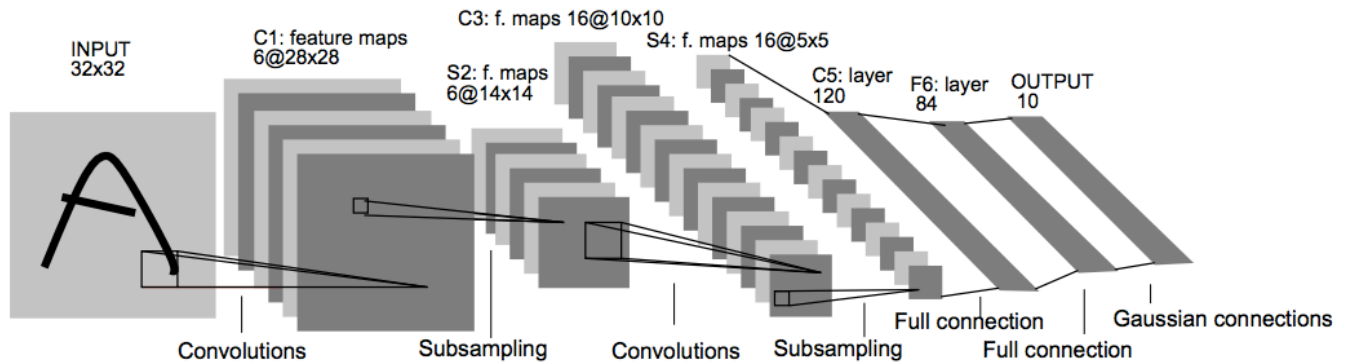 INPUT
32x32
C1: feature maps
6@28x28
S2: f. maps
6@14x14
C3: f. maps 16@10x10
S4: f. maps 16@5x5
C5: layer
120
F6: layer
84
OUTPUT
10
Convolutions
Subsampling
Convolutions
Subsampling
Full connection
Full connection
Gaussian connections